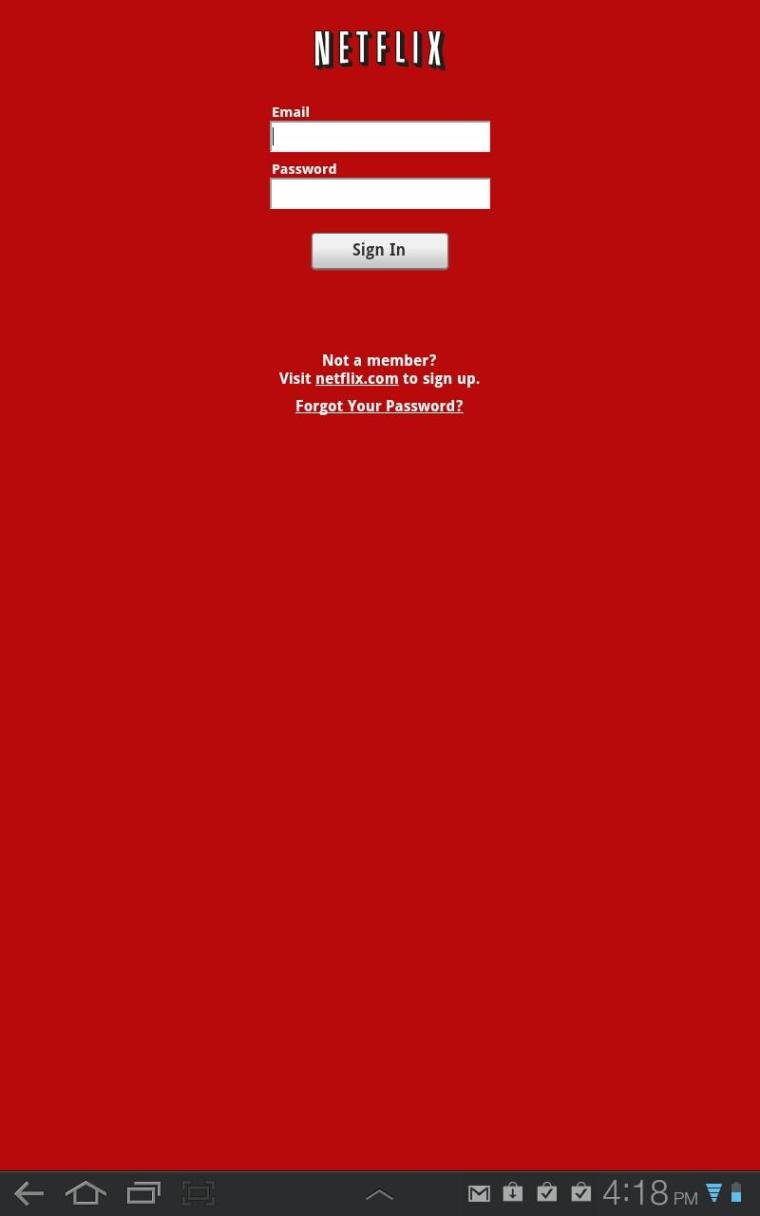 NETFLIX
Email
Password
Sign In
Not a member?
Visit netflix.com to sign up.
Forgot Your Password?
4:18 PM